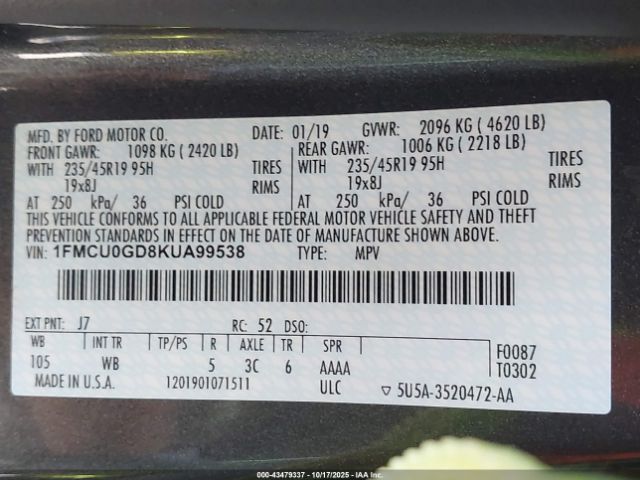 MFD. BY FORD MOTOR CO. DATE: 01/19 GVWR: 2096 KG ( 4620 LB)
FRONT GAWR: 1098 KG ( 2420 LB) REAR GAWR: 1006 KG ( 2218 LB)
WITH 235/45R19 95H TIRES WITH 235/45R19 95H TIRES
19x8J RIMS 19x8J RIMS
AT 250 kPa/ 36 PSI COLD AT 250 kPa/ 36 PSI COLD
THIS VEHICLE CONFORMS TO ALL APPLICABLE FEDERAL MOTOR VEHICLE SAFETY AND THEFT
PREVENTION STANDARDS IN EFFECT ON THE DATE OF MANUFACTURE SHOWN ABOVE.
VIN: 1FMCU0GD8KUA99538 TYPE: MPV
EXT PNT: J7 RC: 52 DSO:
WB INT TR TP/PS R AXLE TR SPR F0087
105 WB 5 3C 6 AAAA T0302
MADE IN U.S.A. 1201901071511 ULC ▽ 5U5A-3520472-AA
000-43479337 - 10/17/2025 - IAA Inc.